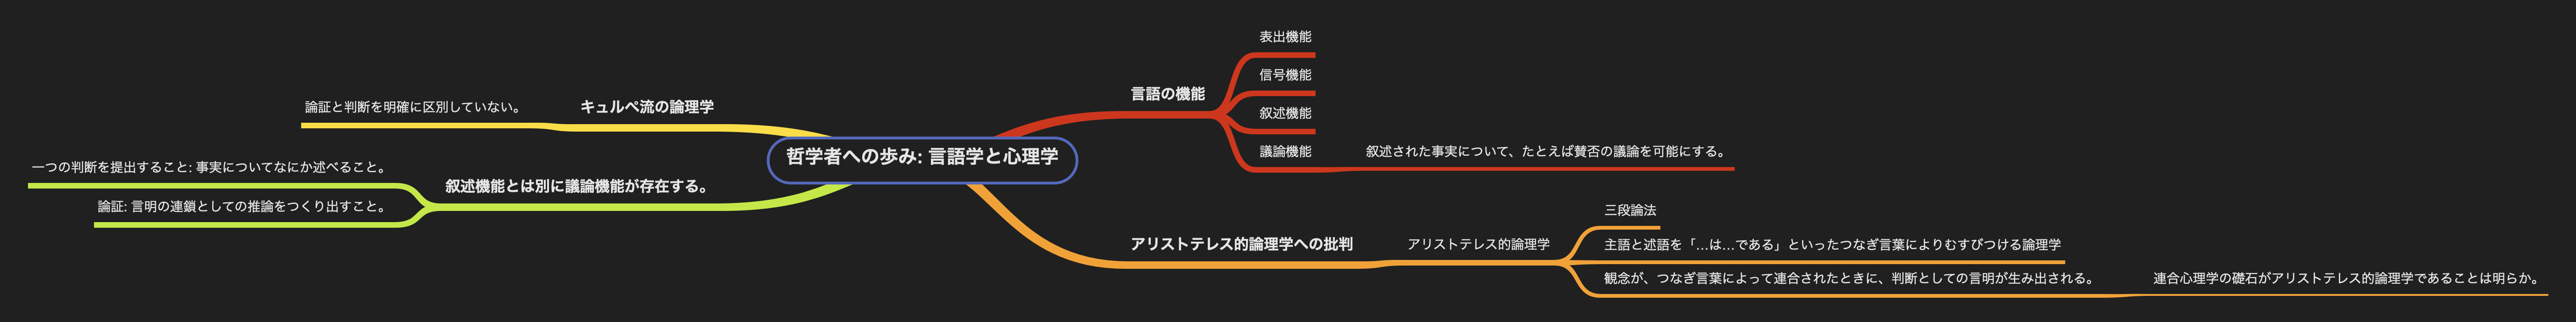 哲学者への歩み: 言語学と心理学
言語の機能
表出機能
信号機能
叙述機能
議論機能
叙述された事実について、たとえば賛否の議論を可能にする。
アリストテレス的論理学への批判
アリストテレス的論理学
三段論法
主語と述語を「...は...である」といったつなぎ言葉によりむすびつける論理学
観念が、つなぎ言葉によって連合されたときに、判断としての言明が生み出される。
連合心理学の礎石がアリストテレス的論理学であることは明らか。
キュルペ流の論理学
論証と判断を明確に区別していない。
叙述機能とは別に議論機能が存在する。
一つの判断を提出すること: 事実についてなにか述べること。
論証: 言明の連鎖としての推論をつくり出すこと。